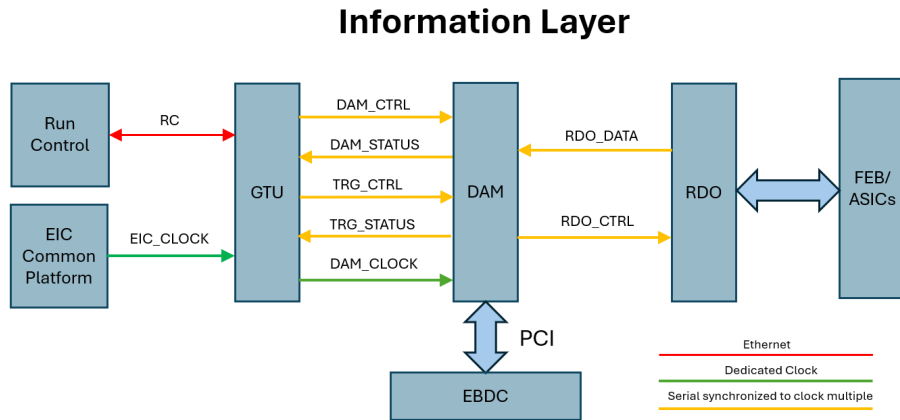 Information Layer
Run
Control
RC
GTU
DAM_CTRL
DAM_STATUS
TRG_CTRL
TRG_STATUS
DAM_CLOCK
DAM
RDO_DATA
RDO_CTRL
RDO
FEB/
ASICs
EIC
Common
Platform
EIC_CLOCK
PCI
EBDC
Ethernet
Dedicated Clock
Serial synchronized to clock multiple